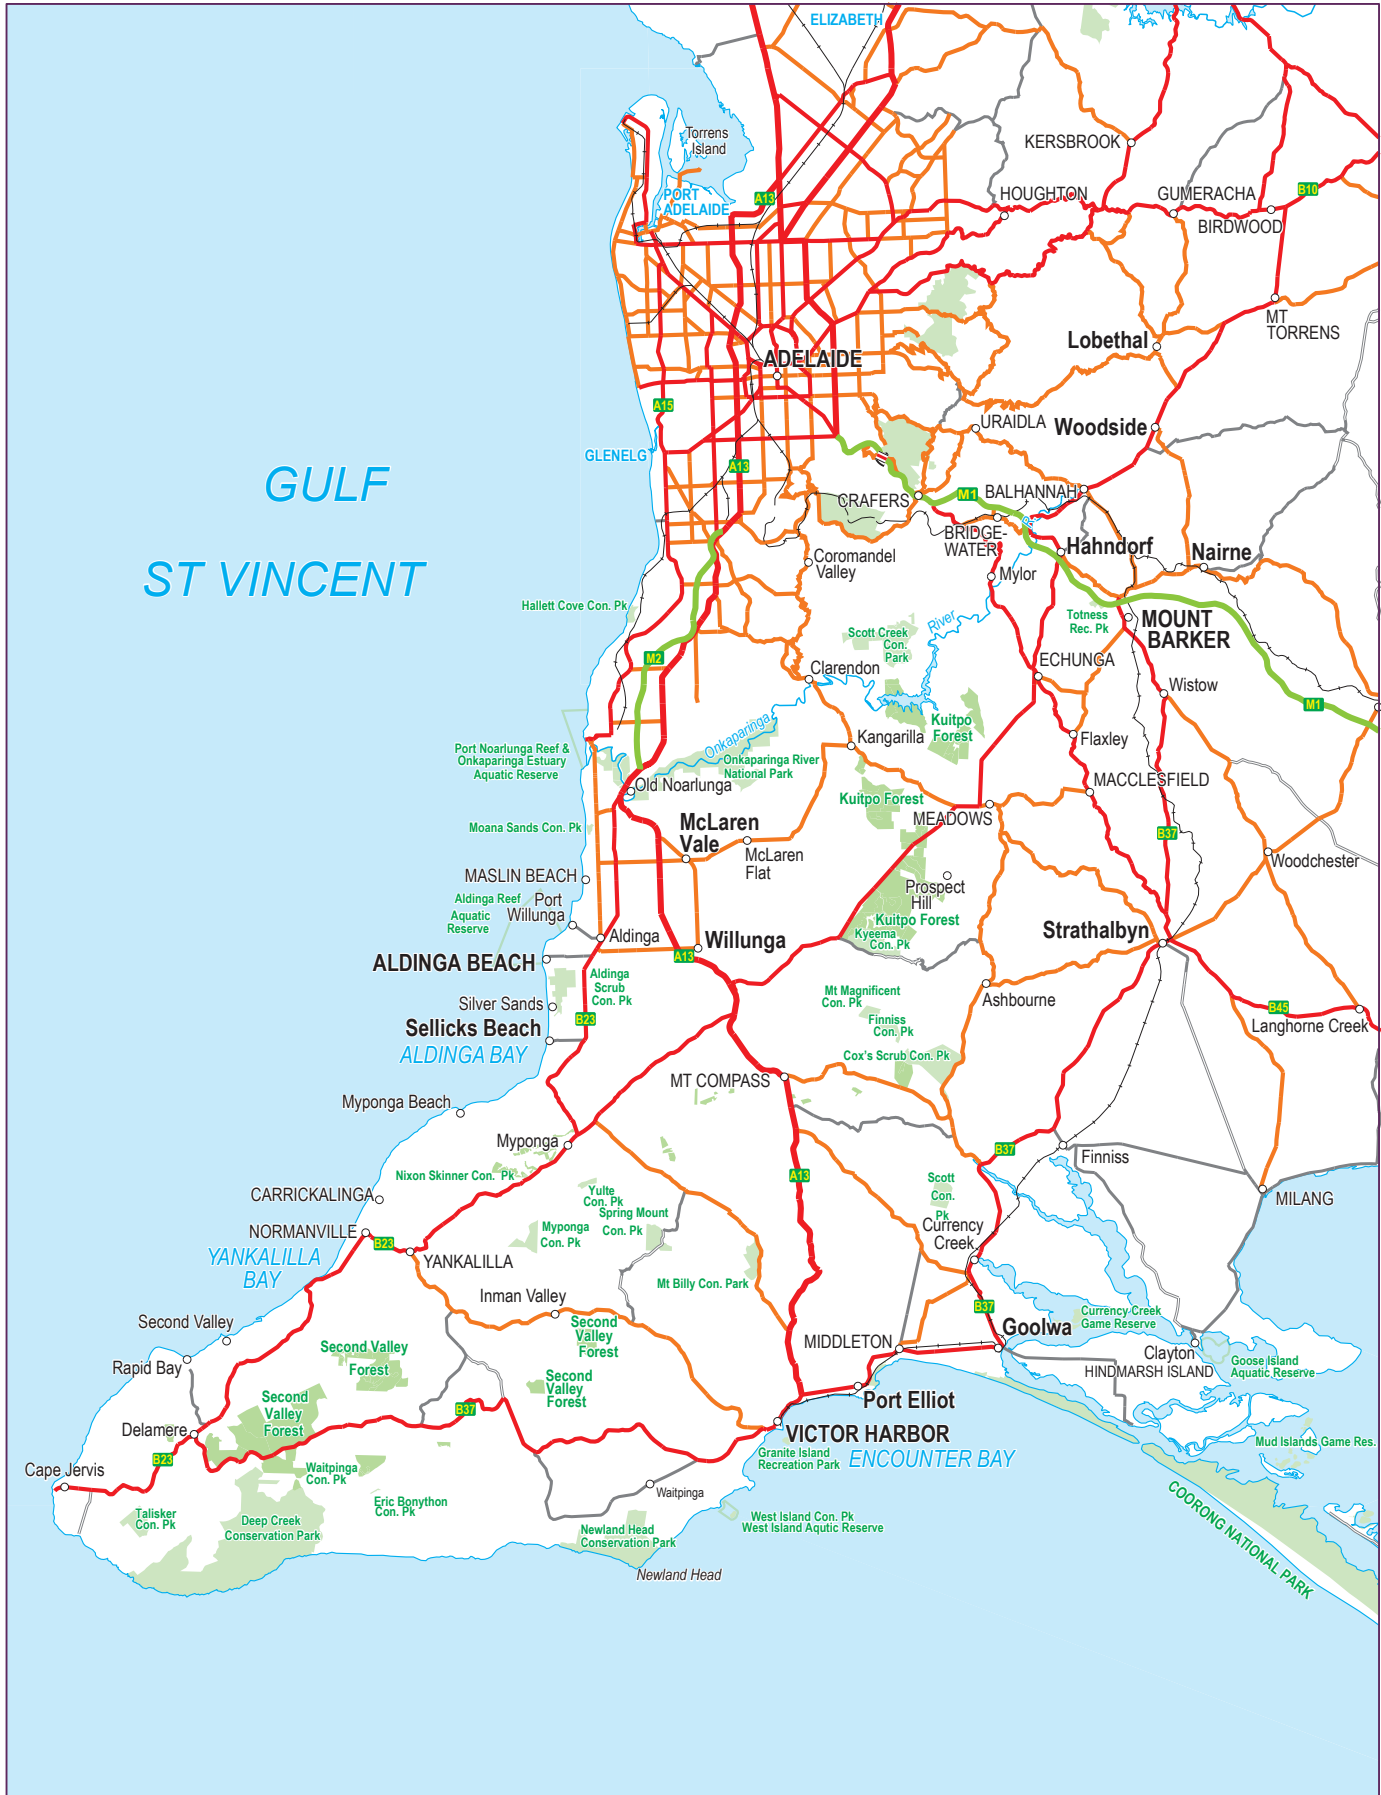 ELIZABETH
Torrens
Island
KERSBROOK
PORT
ADELAIDE
A13
HOUGHTON
GUMERACHA
B10
BIRDWOOD
MT
TORRENS
Lobethal
ADELAIDE
A15
URAIDLA
Woodside
GLENELG
A13
GULF
ST VINCENT
CRAFERS
M1
BALHANNAH
BRIDGE-
WATER
Hahndorf
Nairne
Coromandel
Valley
Mylor
Hallett Cove Con. Pk
River
Totness
Rec. Pk
MOUNT
BARKER
Scott Creek
Con.
Park
M2
Clarendon
ECHUNGA
Wistow
M1
Onkaparinga
Kuitpo
Forest
Kangarilla
Flaxley
Port Noarlunga Reef &
Onkaparinga Estuary
Aquatic Reserve
Onkaparinga River
National Park
Old Noarlunga
MACCLESFIELD
Kuitpo Forest
MEADOWS
Moana Sands Con. Pk
McLaren
Vale
McLaren
Flat
B37
Woodchester
MASLIN BEACH
Prospect
Hill
Aldinga Reef
Aquatic
Reserve
Port
Willunga
Kuitpo Forest
Kyeema
Con. Pk
Aldinga
Willunga
Strathalbyn
A13
ALDINGA BEACH
Aldinga
Scrub
Con. Pk
Silver Sands
Mt Magnificent
Con. Pk
Ashbourne
B23
Sellicks Beach
Finniss
Con. Pk
B45
Langhorne Creek
ALDINGA BAY
Cox's Scrub Con. Pk
MT COMPASS
Myponga Beach
Myponga
B37
Finniss
Nixon Skinner Con. Pk
A13
Scott
Con.
Pk
CARRICKALINGA
Yulte
Con. Pk
MILANG
Spring Mount
Con. Pk
NORMANVILLE
Myponga
Con. Pk
Currency
Creek
B23
YANKALILLA
BAY
YANKALILLA
Mt Billy Con. Park
Inman Valley
B37
Currency Creek
Game Reserve
Second Valley
Second
Valley
Forest
Goolwa
Second Valley
Forest
MIDDLETON
Clayton
Rapid Bay
HINDMARSH ISLAND
Goose Island
Aquatic Reserve
Second
Valley
Forest
Second
Valley
Forest
Port Elliot
B37
Delamere
VICTOR HARBOR
Granite Island
Recreation Park
ENCOUNTER BAY
Mud Islands Game Res.
B23
Cape Jervis
Waitpinga
Con. Pk
Waitpinga
COORONG NATIONAL PARK
Eric Bonython
Con. Pk
Talisker
Con. Pk
Deep Creek
Conservation Park
West Island Con. Pk
West Island Aqutic Reserve
Newland Head
Conservation Park
Newland Head